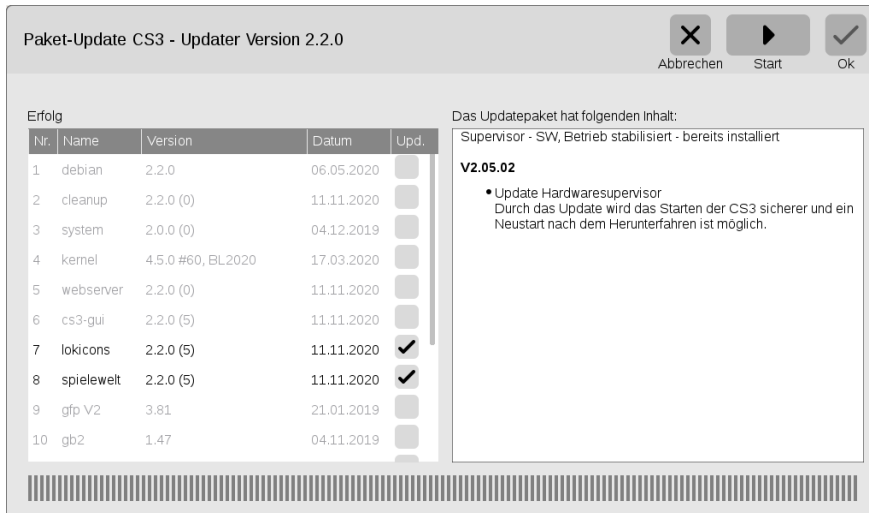 Paket-Update CS3 - Updater Version 2.2.0
Abbrechen Start Ok
Erfolg
Nr. Name Version Datum Upd.
1 debian 2.2.0 06.05.2020
2 cleanup 2.2.0 (0) 11.11.2020
3 system 2.0.0 (0) 04.12.2019
4 kernel 4.5.0 #60, BL2020 17.03.2020
5 webserver 2.2.0 (0) 11.11.2020
6 cs3-gui 2.2.0 (5) 11.11.2020
7 lokicons 2.2.0 (5) 11.11.2020
8 spielewelt 2.2.0 (5) 11.11.2020
9 gfp V2 3.81 21.01.2019
10 gb2 1.47 04.11.2019
Das Updatepaket hat folgenden Inhalt:
Supervisor - SW, Betrieb stabilisiert - bereits installiert
V2.05.02
• Update Hardwaresupervisor
Durch das Update wird das Starten der CS3 sicherer und ein
Neustart nach dem Herunterfahren ist möglich.